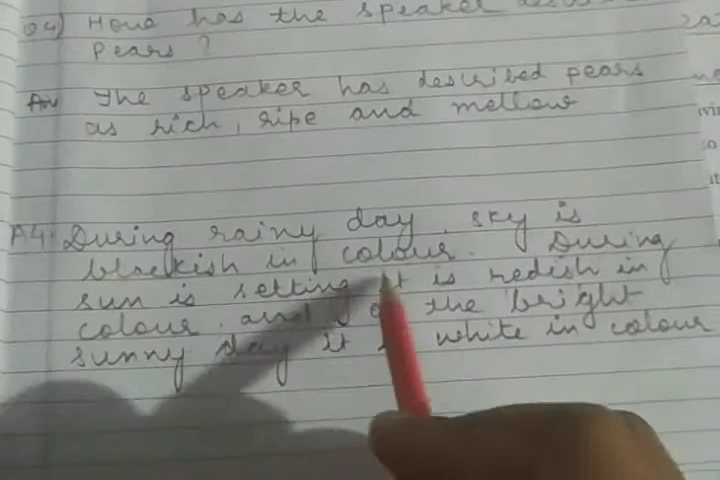 Q4) How has the speaker
Pears ?
Ans The speaker has described pears
as rich, ripe and mellow
A4. During rainy day, sky is
blackish in colour. During
sun is setting it is redish in
colour. and the bright
sunny day it white in colour